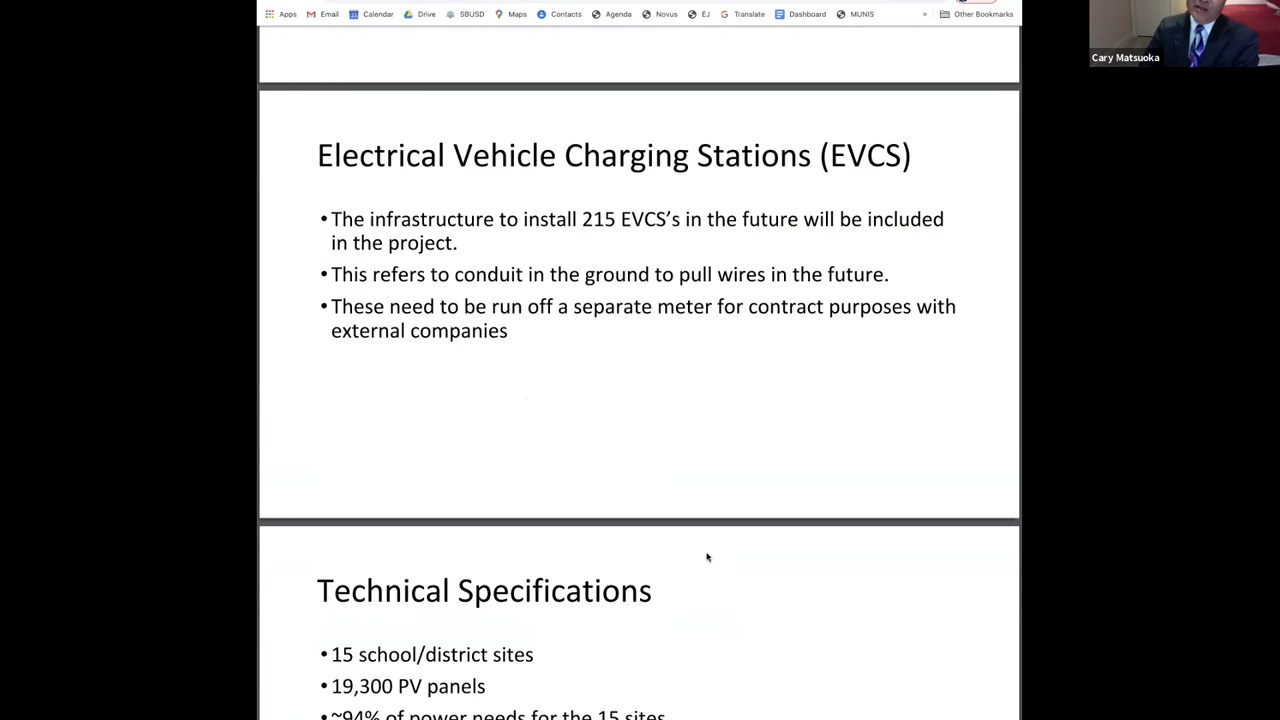 Apps Email Calendar Drive SBUSD Maps Contacts Agenda Novus EJ Translate Dashboard MUNIS » Other Bookmarks
Cary Matsuoka
Electrical Vehicle Charging Stations (EVCS)
• The infrastructure to install 215 EVCS’s in the future will be included
in the project.
• This refers to conduit in the ground to pull wires in the future.
• These need to be run off a separate meter for contract purposes with
external companies
Technical Specifications
• 15 school/district sites
• 19,300 PV panels
• ~94% of power needs for the 15 sites